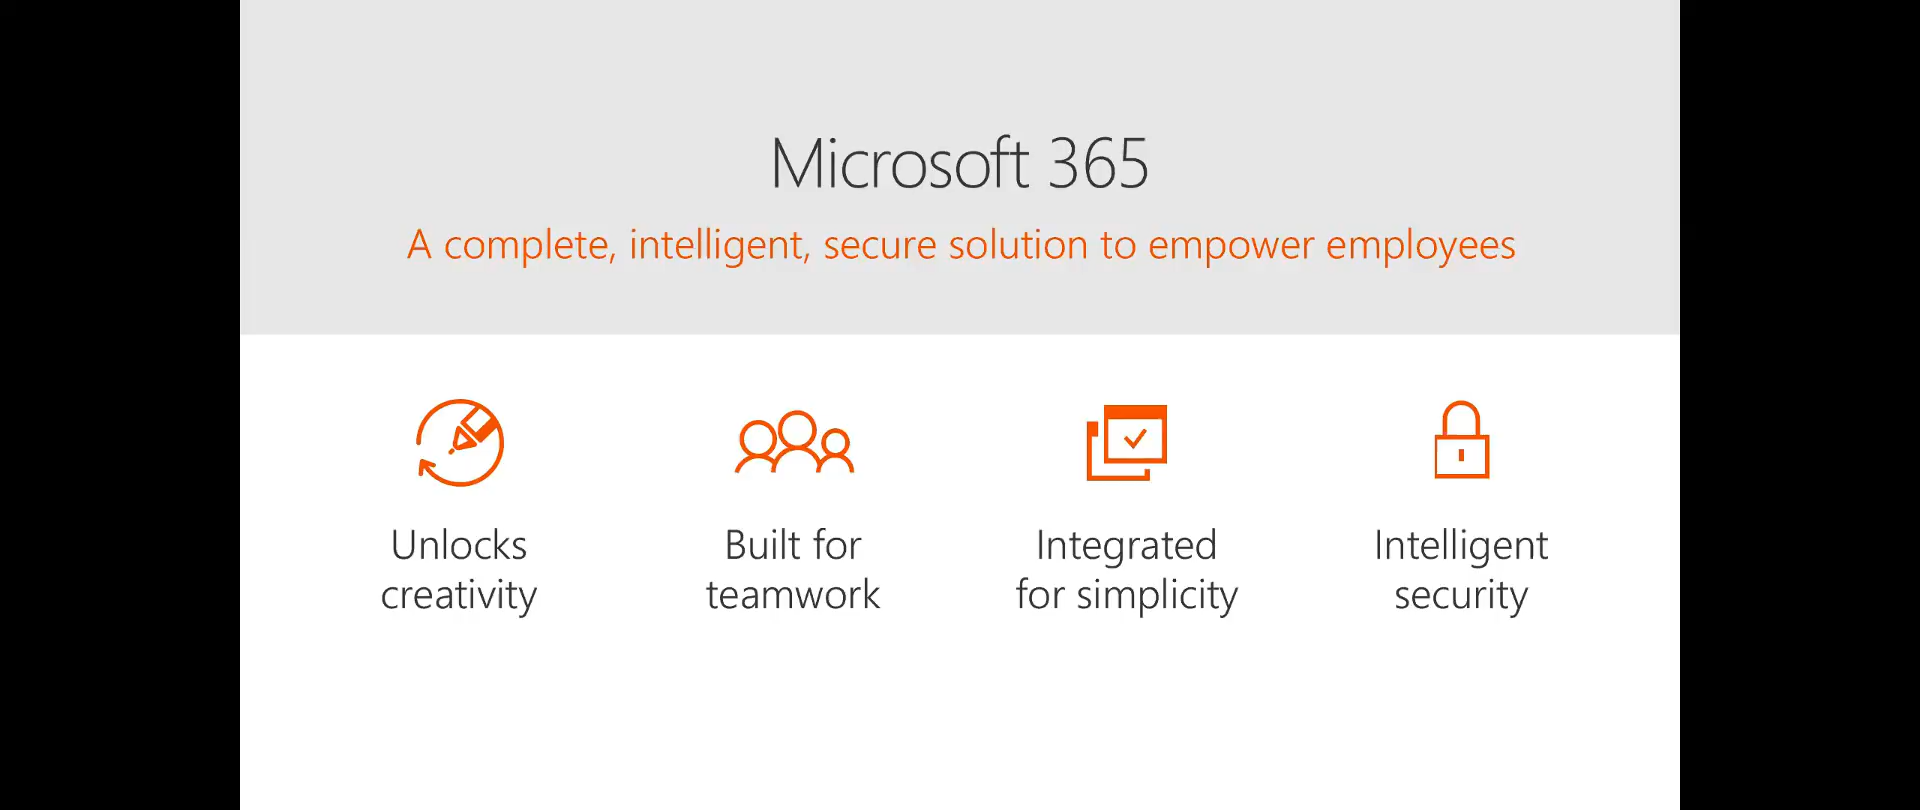 Microsoft 365
A complete, intelligent, secure solution to empower employees
Unlocks
creativity
Built for
teamwork
Integrated
for simplicity
Intelligent
security